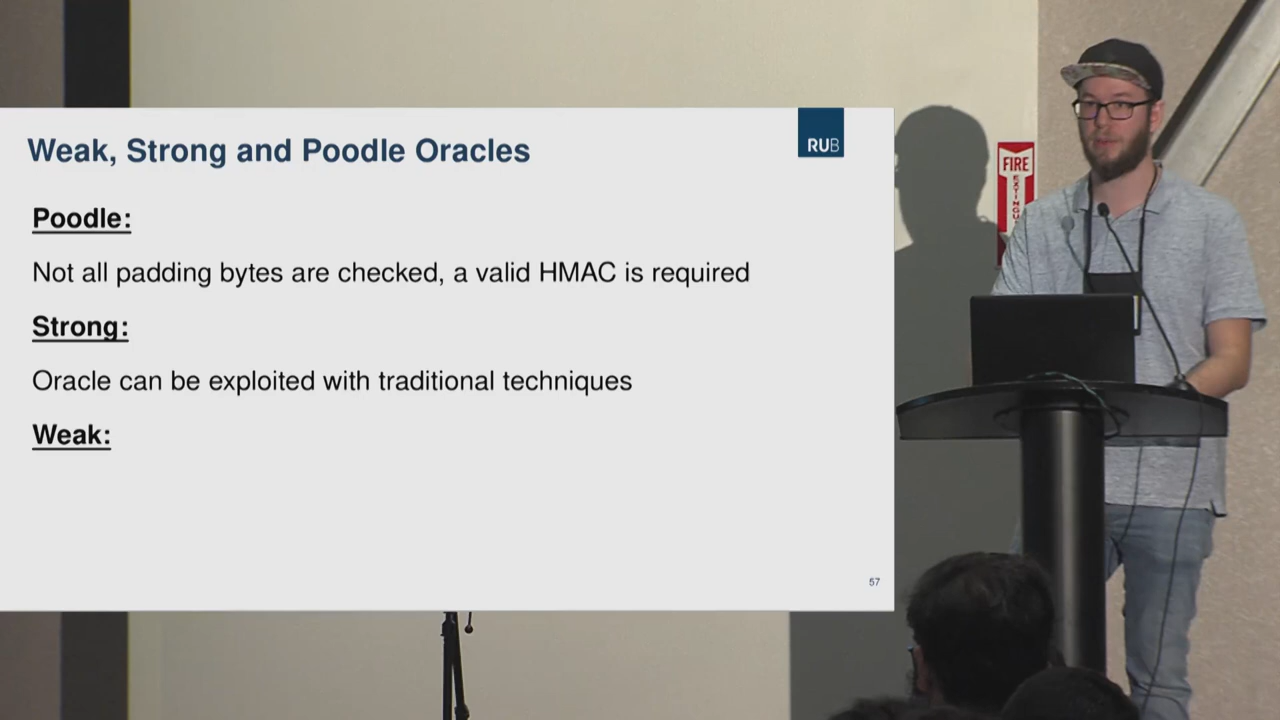 Weak, Strong and Poodle Oracles
RUB
Poodle:
Not all padding bytes are checked, a valid HMAC is required
Strong:
Oracle can be exploited with traditional techniques
Weak:
57
FIRE
EXTINGU